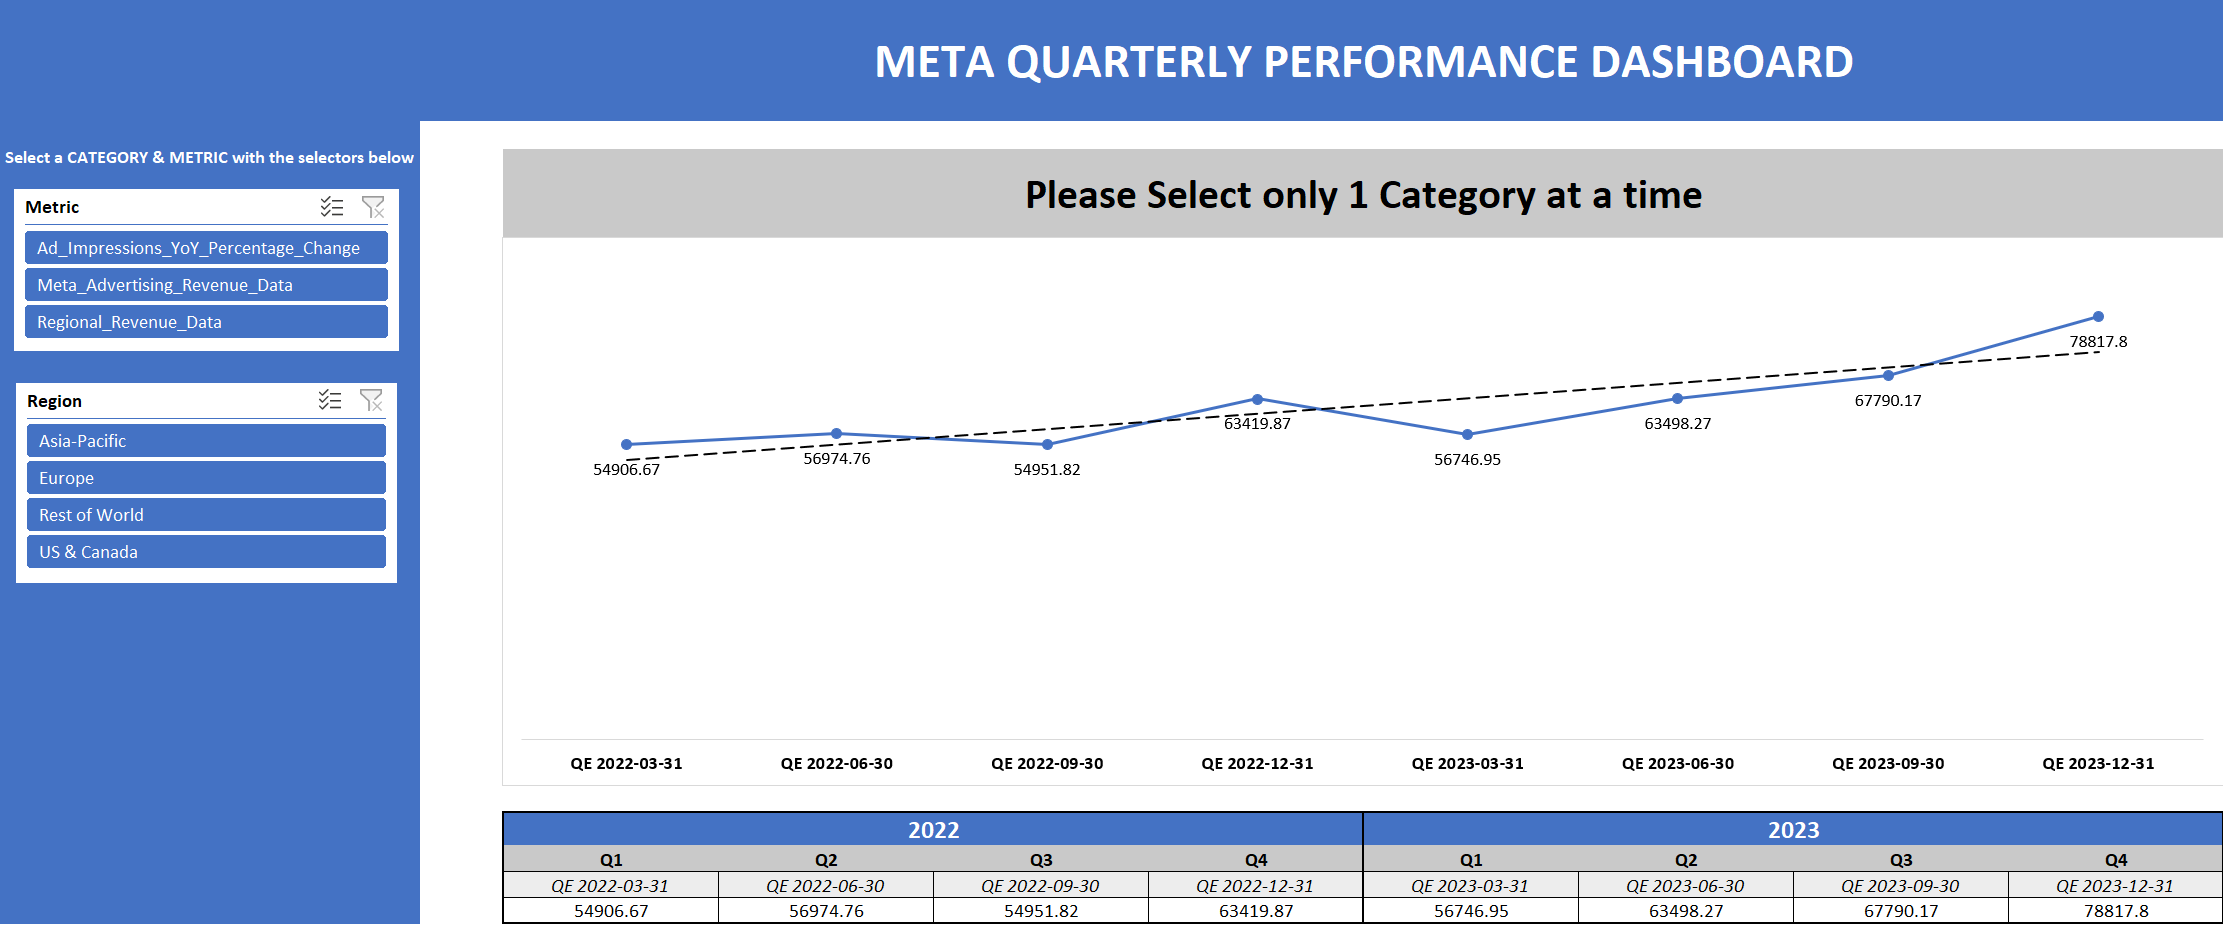 META QUARTERLY PERFORMANCE DASHBOARD
Select a CATEGORY & METRIC with the selectors below
Metric
Ad_Impressions_YoY_Percentage_Change
Meta_Advertising_Revenue_Data
Regional_Revenue_Data
Region
Asia-Pacific
Europe
Rest of World
US & Canada
Please Select only 1 Category at a time
54906.67
56974.76
54951.82
63419.87
56746.95
63498.27
67790.17
78817.8
QE 2022-03-31 QE 2022-06-30 QE 2022-09-30 QE 2022-12-31 QE 2023-03-31 QE 2023-06-30 QE 2023-09-30 QE 2023-12-31
2022 2023
Q1 Q2 Q3 Q4 Q1 Q2 Q3 Q4
QE 2022-03-31 QE 2022-06-30 QE 2022-09-30 QE 2022-12-31 QE 2023-03-31 QE 2023-06-30 QE 2023-09-30 QE 2023-12-31
54906.67 56974.76 54951.82 63419.87 56746.95 63498.27 67790.17 78817.8